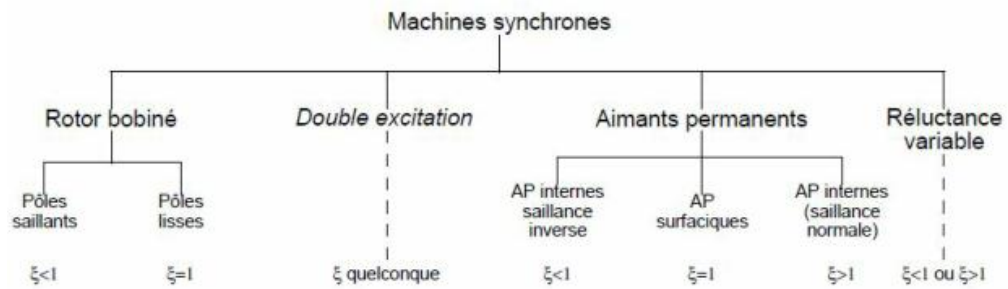 Machines synchrones
Rotor bobiné
Double excitation
Aimants permanents
Réluctance
variable
Pôles
saillants
Pôles
lisses
AP internes
saillance
inverse
AP
surfaciques
AP internes
(saillance
normale)
ξ<1
ξ=1
ξ quelconque
ξ<1
ξ=1
ξ>1
ξ<1 ou ξ>1